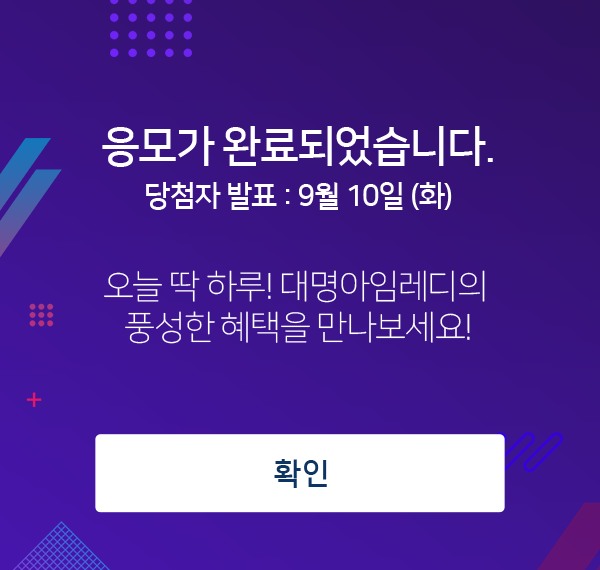 응모가 완료되었습니다.
당첨자 발표 : 9월 10일 (화)
오늘 딱 하루! 대명아임레디의
풍성한 혜택을 만나보세요!
확인